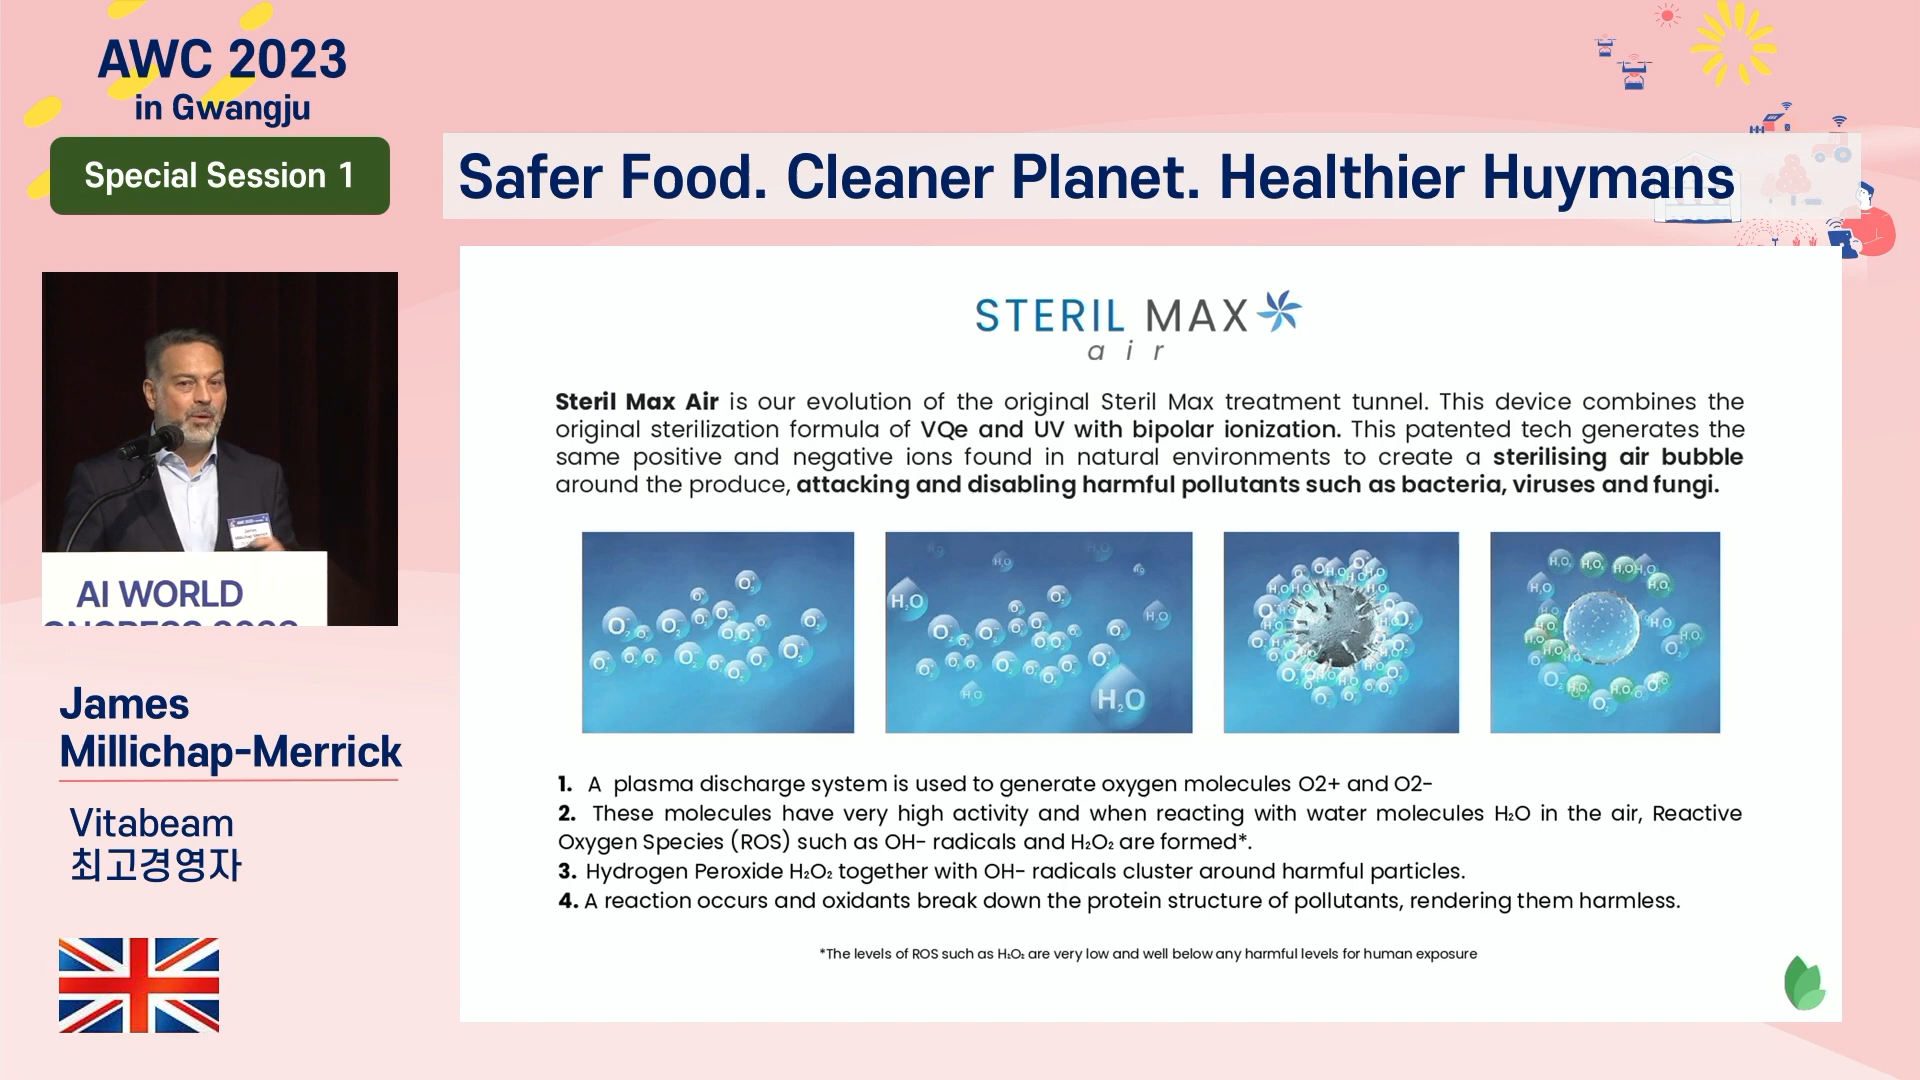 AWC 2023
in Gwangju
Special Session 1
Safer Food. Cleaner Planet. Healthier Huymans
AI WORLD
James
Millichap-Merrick
Vitabeam
최고경영자
STERIL MAX
air
Steril Max Air is our evolution of the original Steril Max treatment tunnel. This device combines the
original sterilization formula of VQe and UV with bipolar ionization. This patented tech generates the
same positive and negative ions found in natural environments to create a sterilising air bubble
around the produce, attacking and disabling harmful pollutants such as bacteria, viruses and fungi.
H₂O
H₂O
1. A plasma discharge system is used to generate oxygen molecules O2+ and O2-
2. These molecules have very high activity and when reacting with water molecules H₂O in the air, Reactive
Oxygen Species (ROS) such as OH- radicals and H₂O₂ are formed*.
3. Hydrogen Peroxide H₂O₂ together with OH- radicals cluster around harmful particles.
4. A reaction occurs and oxidants break down the protein structure of pollutants, rendering them harmless.
*The levels of ROS such as H₂O₂ are very low and well below any harmful levels for human exposure